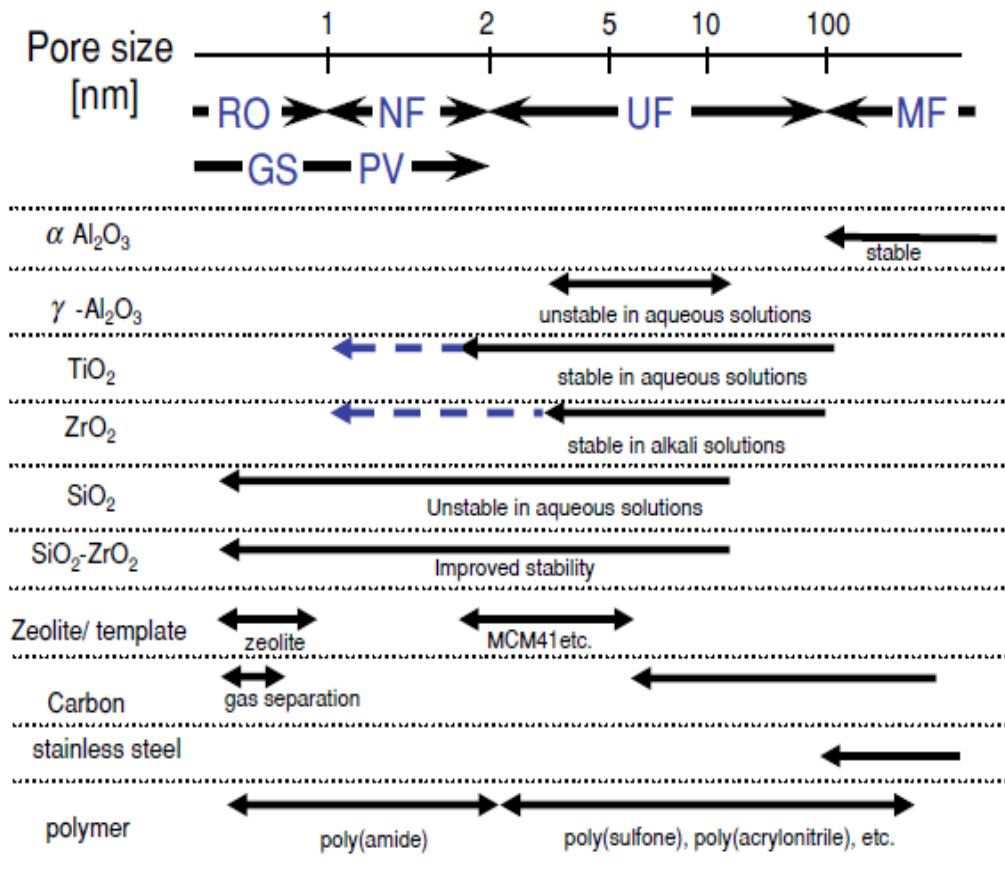 Pore size
[nm]
1 2 5 10 100
RO NF UF MF
GS PV
α Al₂O₃
stable
γ -Al₂O₃
unstable in aqueous solutions
TiO₂
stable in aqueous solutions
ZrO₂
stable in alkali solutions
SiO₂
Unstable in aqueous solutions
SiO₂-ZrO₂
Improved stability
Zeolite/ template
zeolite
MCM41etc.
Carbon
gas separation
stainless steel
polymer
poly(amide)
poly(sulfone), poly(acrylonitrile), etc.